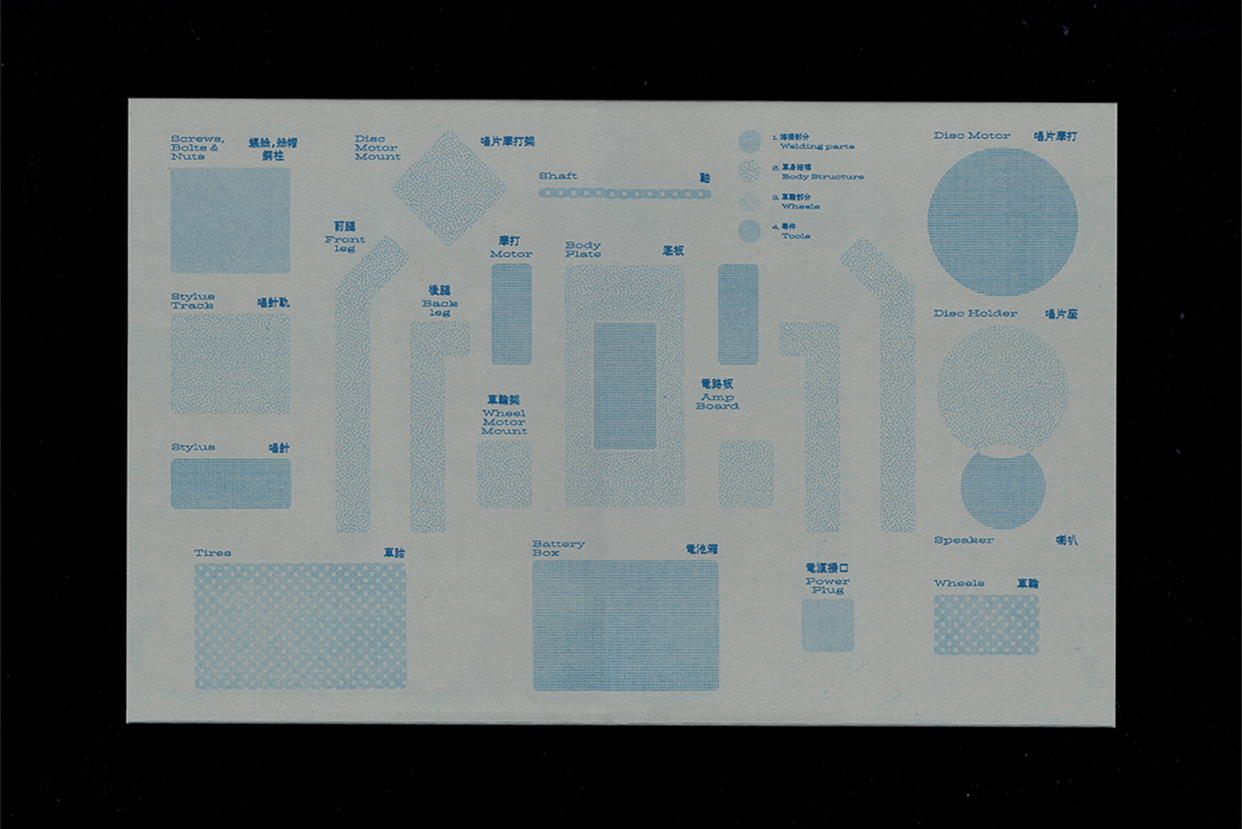 Screws,
Bolts &
Nuts
螺絲,絲帽
銅柱
Disc
Motor
Mount
唱片摩打架
Shaft
軸
1. 焊接部分
Welding parts
2. 車身結構
Body Structure
3. 車輪部分
Wheels
4. 零件
Tools
Disc Motor
唱片摩打
前腿
Front
leg
摩打
Motor
Body
Plate
底板
後腿
Back
leg
Stylus
Track
唱針軌
Disc Holder
唱片座
車輪架
Wheel
Motor
Mount
電路板
Amp
Board
Stylus
唱針
Tires
車胎
Battery
Box
電池箱
電源接口
Power
Plug
Speaker
喇叭
Wheels
車輪